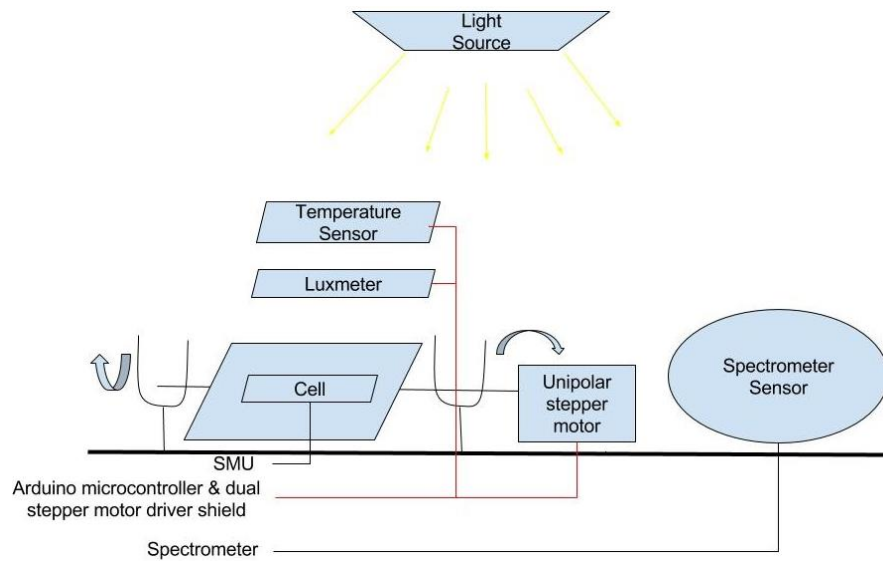 Light
Source
Temperature
Sensor
Luxmeter
Cell
Unipolar
stepper
motor
Spectrometer
Sensor
SMU
Arduino microcontroller & dual
stepper motor driver shield
Spectrometer